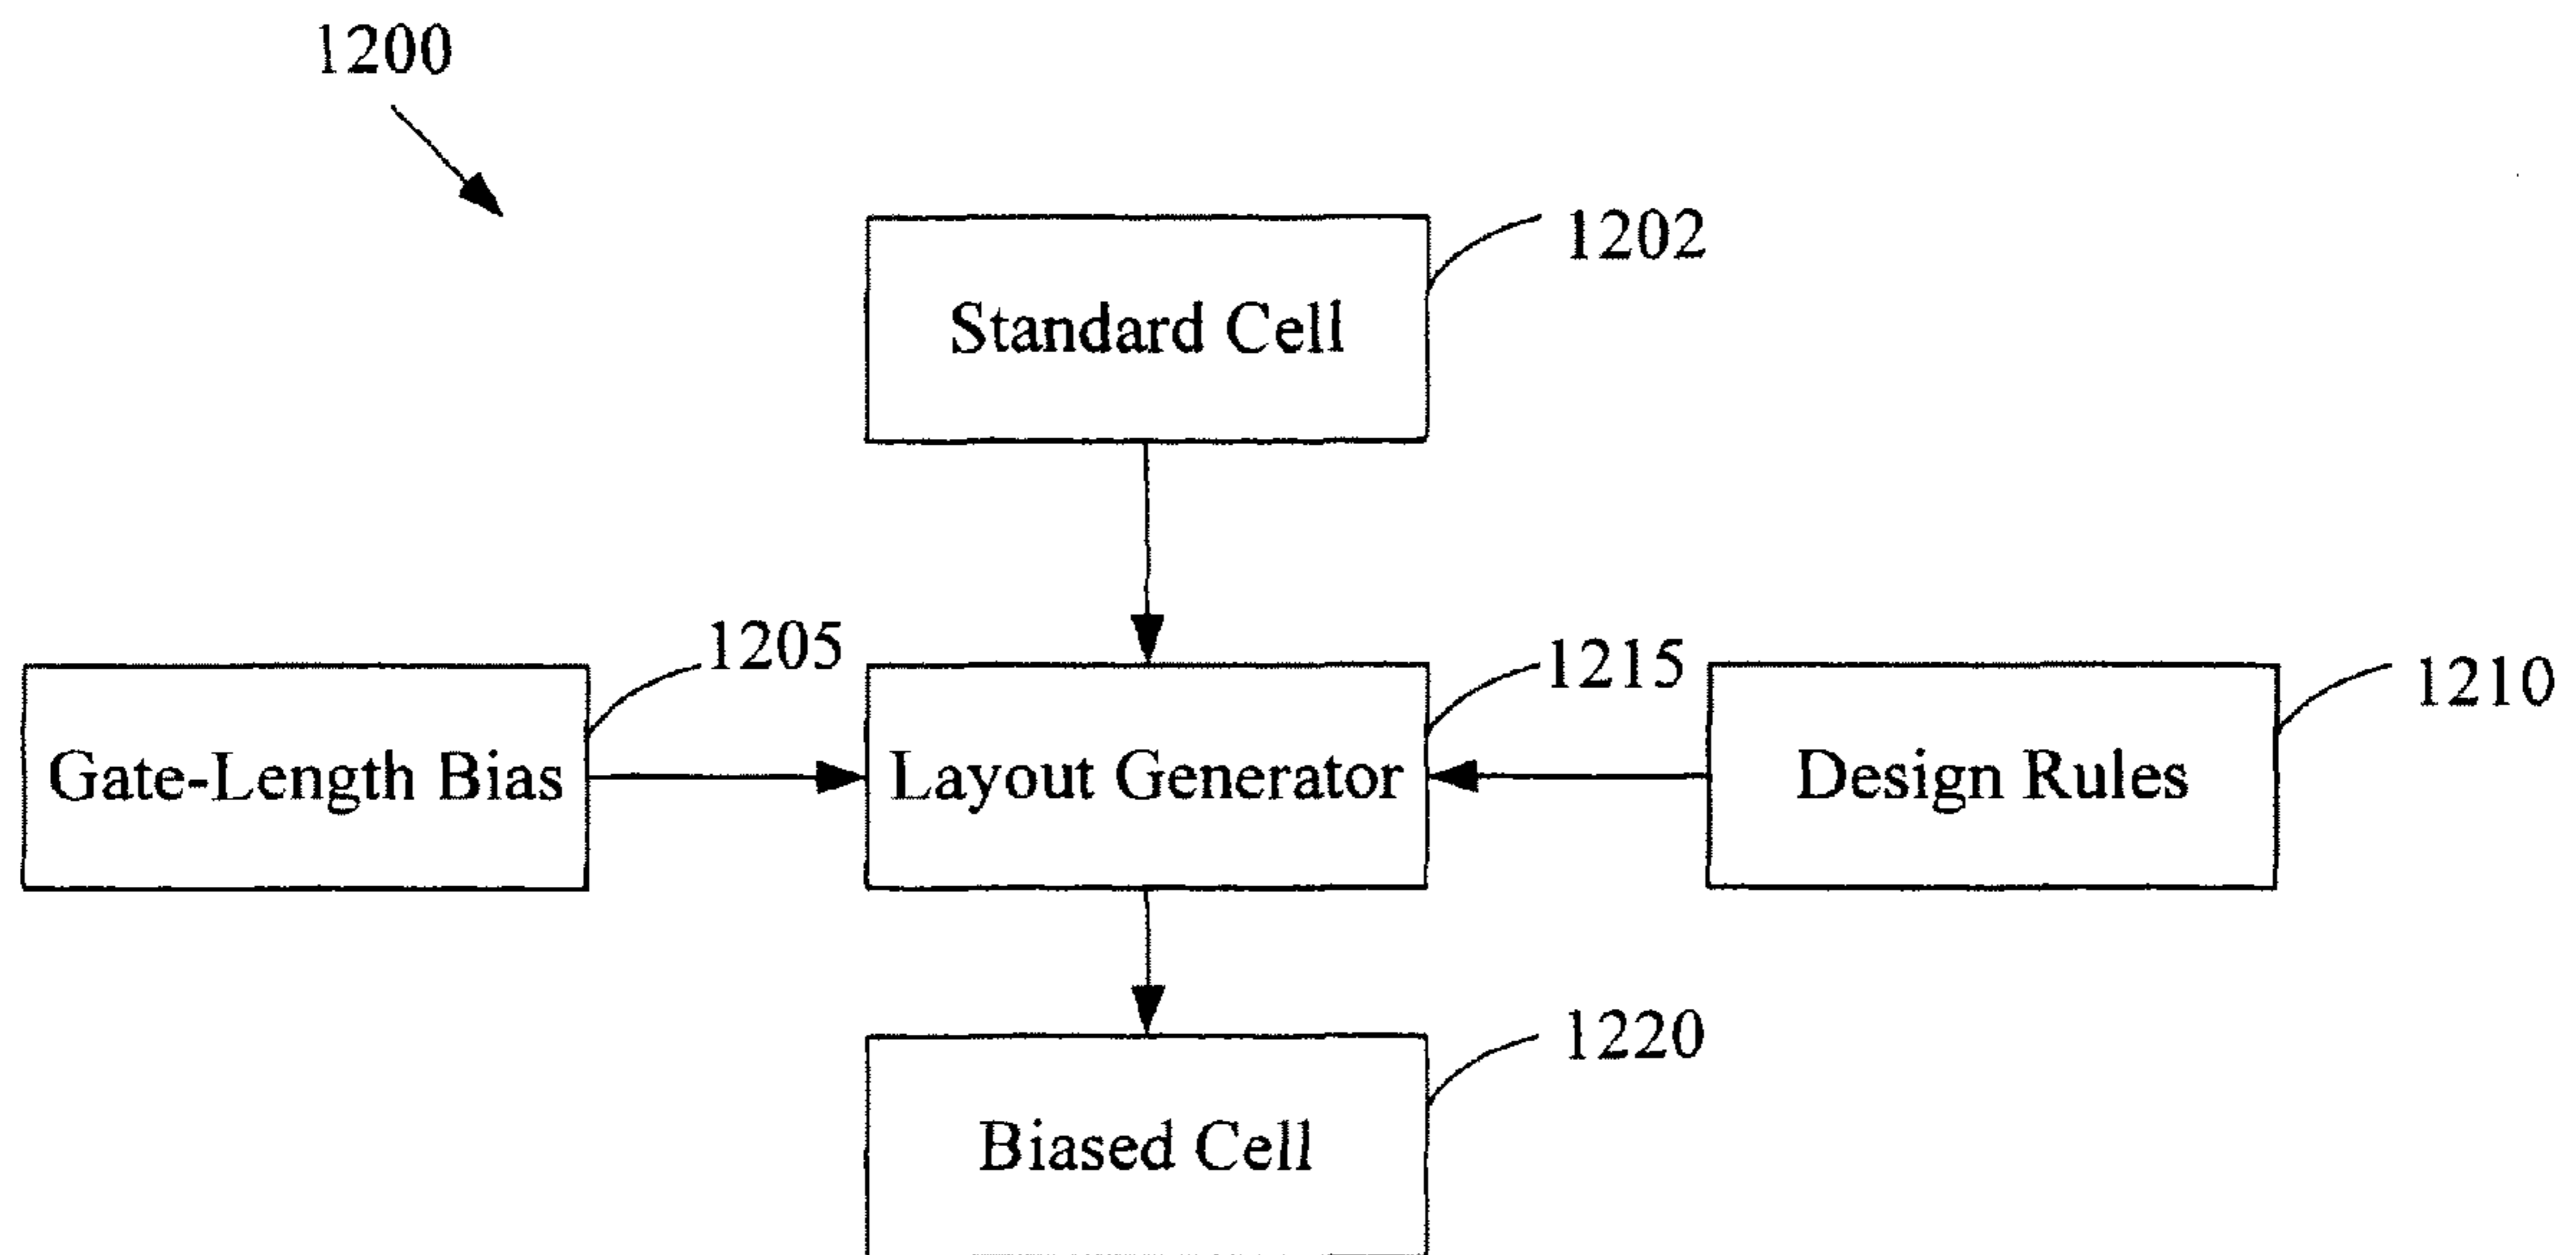 1200
1202
Standard Cell
1205
1215
1210
Gate-Length Bias
Layout Generator
Design Rules
1220
Biased Cell